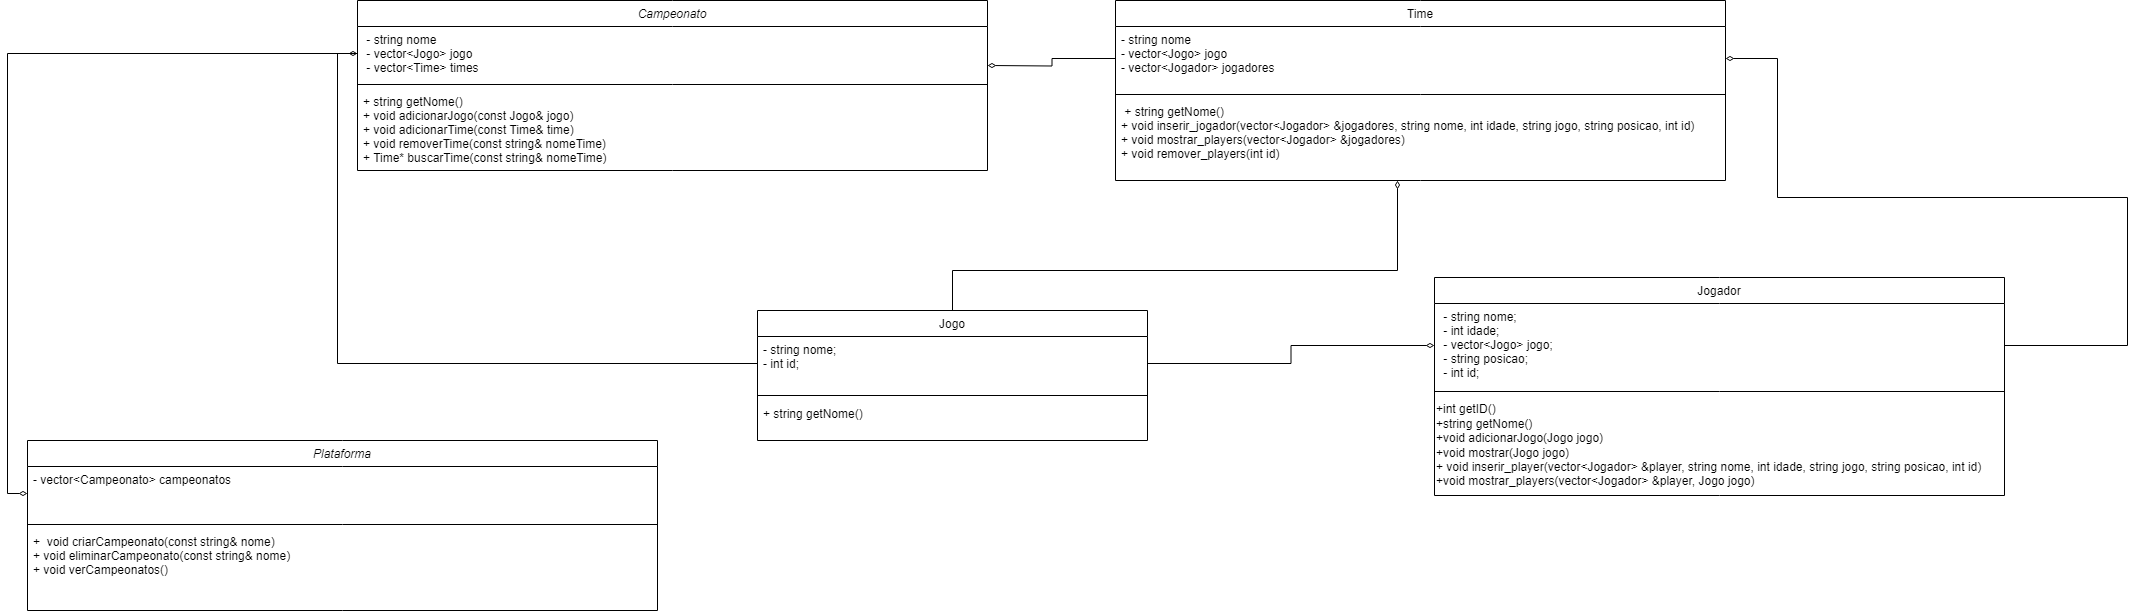 Campeonato
- string nome
- vector<Jogo> jogo
- vector<Time> times
+ string getNome()
+ void adicionarJogo(const Jogo& jogo)
+ void adicionarTime(const Time& time)
+ void removerTime(const string& nomeTime)
+ Time* buscarTime(const string& nomeTime)
Time
- string nome
- vector<Jogo> jogo
- vector<Jogador> jogadores
+ string getNome()
+ void inserir_jogador(vector<Jogador> &jogadores, string nome, int idade, string jogo, string posicao, int id)
+ void mostrar_players(vector<Jogador> &jogadores)
+ void remover_players(int id)
Jogo
- string nome;
- int id;
+ string getNome()
Jogador
- string nome;
- int idade;
- vector<Jogo> jogo;
- string posicao;
- int id;
+int getID()
+string getNome()
+void adicionarJogo(Jogo jogo)
+void mostrar(Jogo jogo)
+ void inserir_player(vector<Jogador> &player, string nome, int idade, string jogo, string posicao, int id)
+void mostrar_players(vector<Jogador> &player, Jogo jogo)
Plataforma
- vector<Campeonato> campeonatos
+  void criarCampeonato(const string& nome)
+ void eliminarCampeonato(const string& nome)
+ void verCampeonatos()